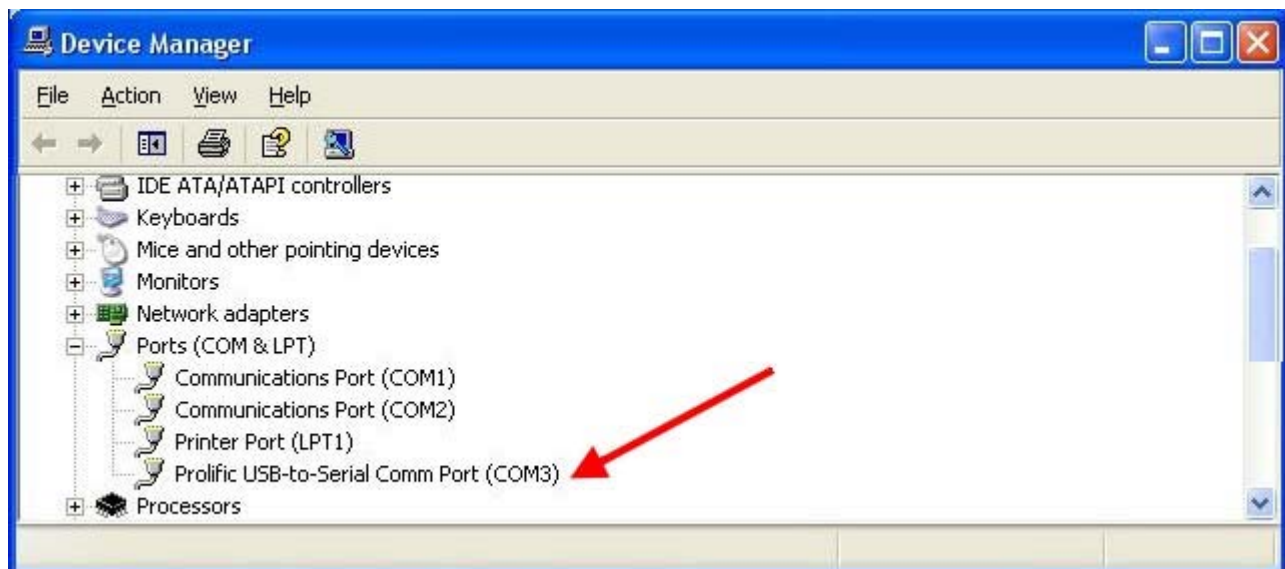 Device Manager
File Action View Help
IDE ATA/ATAPI controllers
Keyboards
Mice and other pointing devices
Monitors
Network adapters
Ports (COM & LPT)
Communications Port (COM1)
Communications Port (COM2)
Printer Port (LPT1)
Prolific USB-to-Serial Comm Port (COM3)
Processors